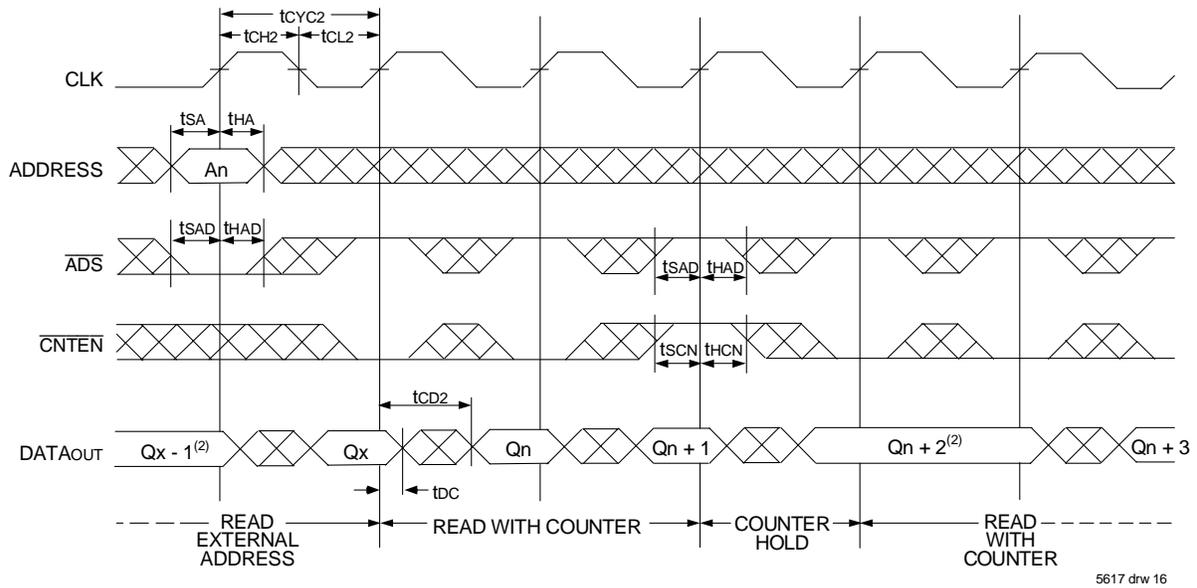 tCYC2
tCH2 tCL2
CLK
tSA tHA
ADDRESS An
tSAD tHAD
ADS
tSAD tHAD
CNTEN
tSCN tHCN
tCD2
DATAOUT Qx - 1(2) Qx Qn Qn + 1 Qn + 2(2) Qn + 3
tDC
READ EXTERNAL ADDRESS
READ WITH COUNTER
COUNTER HOLD
READ WITH COUNTER
5617 drw 16